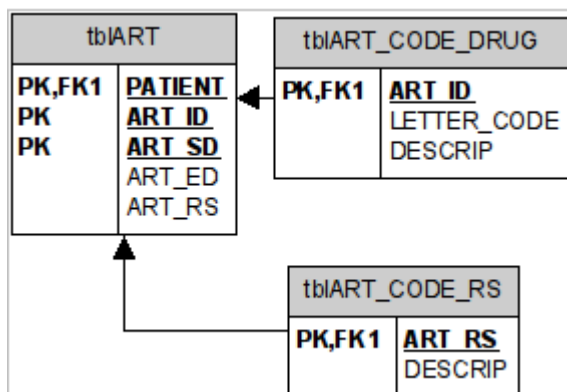 tblART
PK,FK1 PATIENT
PK ART_ID
PK ART_SD
ART_ED
ART_RS
tblART_CODE_DRUG
PK,FK1 ART_ID
LETTER_CODE
DESCRIP
tblART_CODE_RS
PK,FK1 ART_RS
DESCRIP